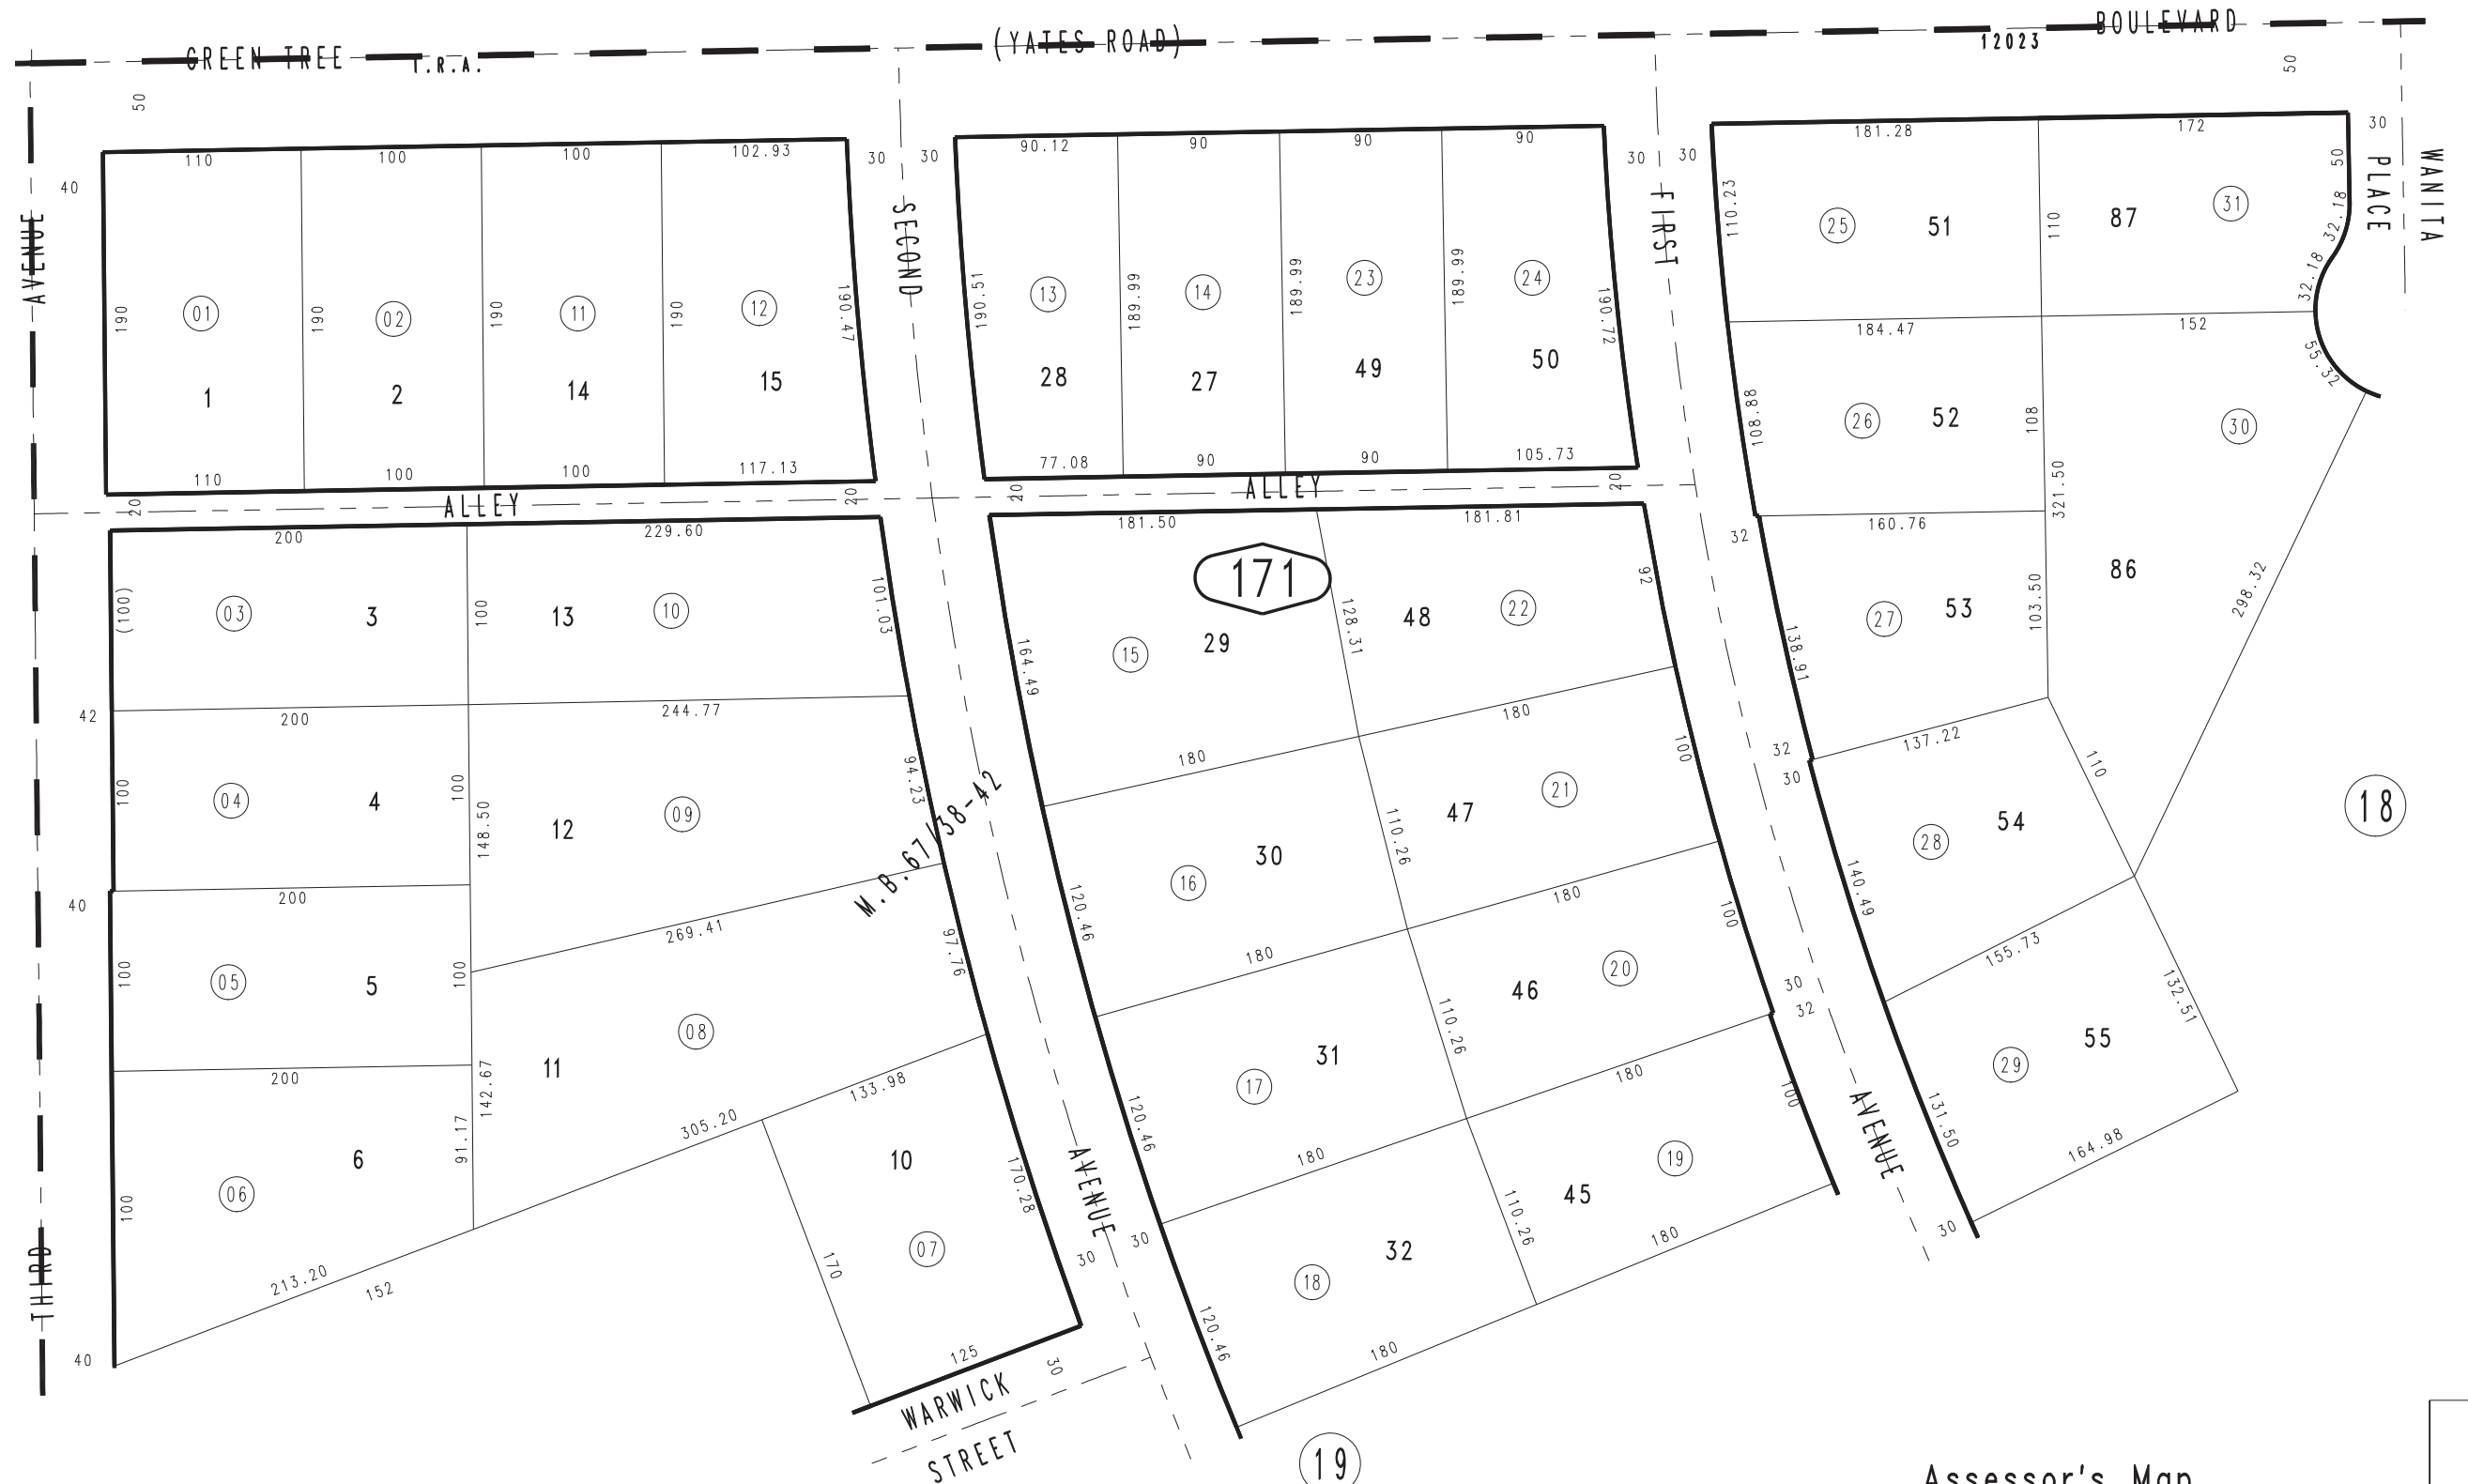 GREEN TREE T.R.A. (YATES ROAD) 12023 BOULEVARD
50 50
110 100 100 102.93 30 30 90.12 90 90 90 30 30 181.28 172 30
40
AVENUE
SECOND
FIRST
PLACE
WANITA
190 01 190 02 190 11 190 12 190.47
1 2 14 15
110 100 100 117.13
190.51 13 189.99 14 189.99 23 189.99 24 190.72
28 27 49 50
77.08 90 90 105.73
110.23 25 51 110 87 31 50
32.18
32.18
184.47 152
55.32
108.88 26 52 108 30
321.50
160.76
20 ALLEY 20 20 ALLEY 20
32
200 229.60 181.50 181.81
(100) 03 3 100 13 10 101.03
171
164.49 15 29 128.31 48 22 92
138.91 27 53 103.50 86 298.32
42 200 244.77
180 180
32 137.22 110
30
100 04 4 100 148.50 12 09 94.23
M.B. 67/38-42
16 30 110.26 47 21 100
28 54 18
140.49
40 200 269.41
120.46 180 180 100
155.73
100 05 5 100 97.76
30
32
132.51
200 142.67 11 08
17 31 110.26 46 20
29 55
133.98
305.20
120.46 180 180 100
131.50
164.98
91.17
100 06 6 10 170.28
AVENUE
AVENUE
18 32 110.26 45 19
30 30 30
07 170
213.20
152
40
180
120.46 180
125
30
WARWICK
STREET
THIRD
19
Assessor's Map